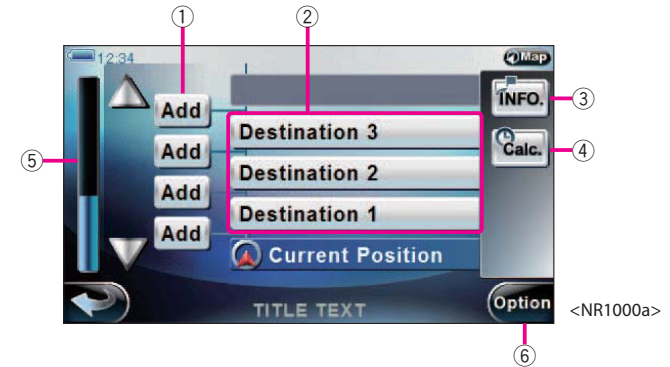 ① ②
12:34 Map
Add INFO. ③
Destination 3
Add Calc. ④
⑤ Destination 2
Add
Destination 1
Add
Current Position
TITLE TEXT Option <NR1000a>
⑥